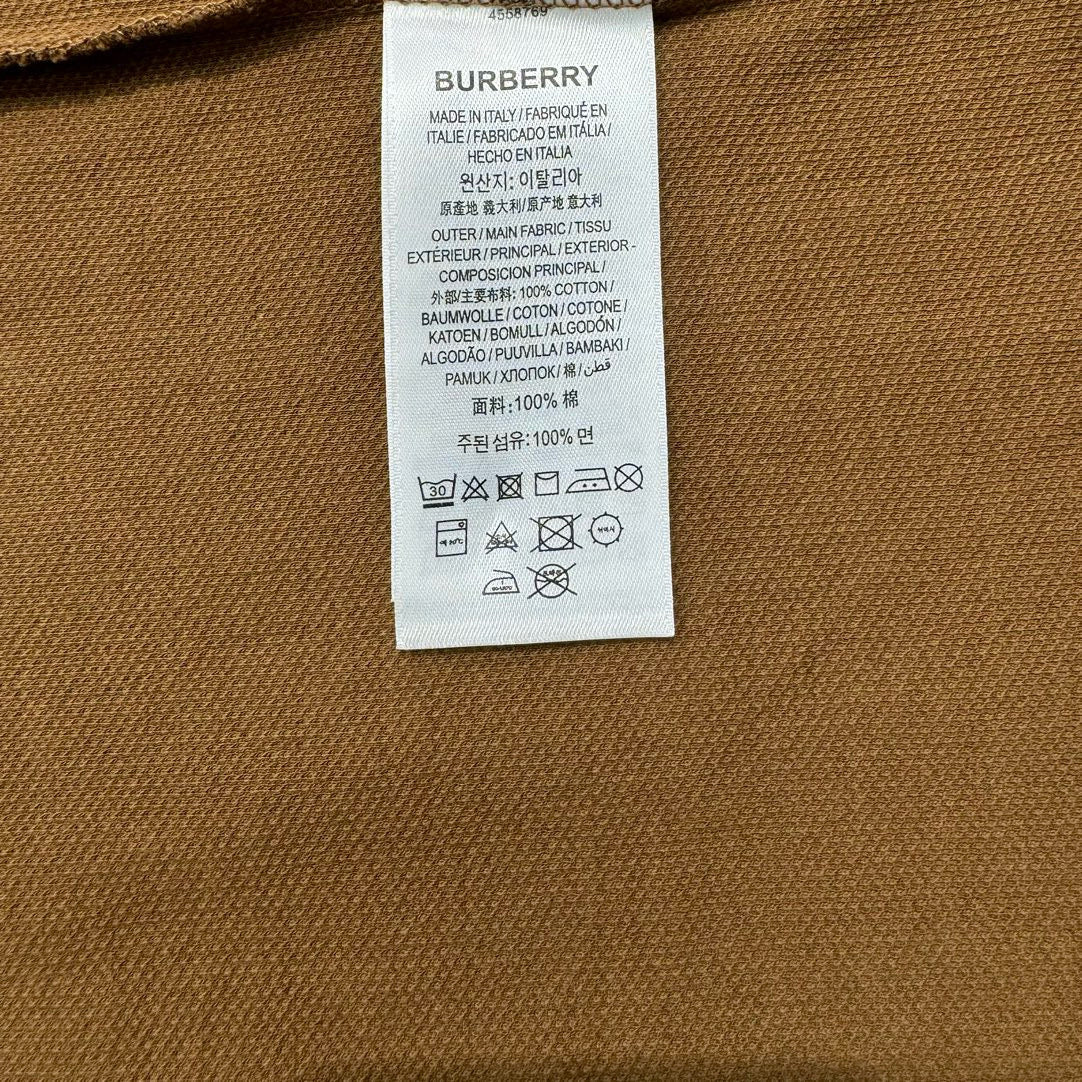 4558769
BURBERRY
MADE IN ITALY / FABRIQUÉ EN
ITALIE / FABRICADO EM ITÁLIA /
HECHO EN ITALIA
원산지: 이탈리아
原產地 義大利/原产地 意大利
OUTER / MAIN FABRIC / TISSU
EXTÉRIEUR / PRINCIPAL / EXTERIOR -
COMPOSICION PRINCIPAL /
外部/主要布料: 100% COTTON /
BAUMWOLLE / COTON / COTONE /
KATOEN / BOMULL / ALGODÓN /
ALGODÃO / PUUVILLA / BAMBAKI /
PAMUK / ХЛОПОК / 棉 / قطن
面料:100% 棉
주된 섬유:100% 면
30